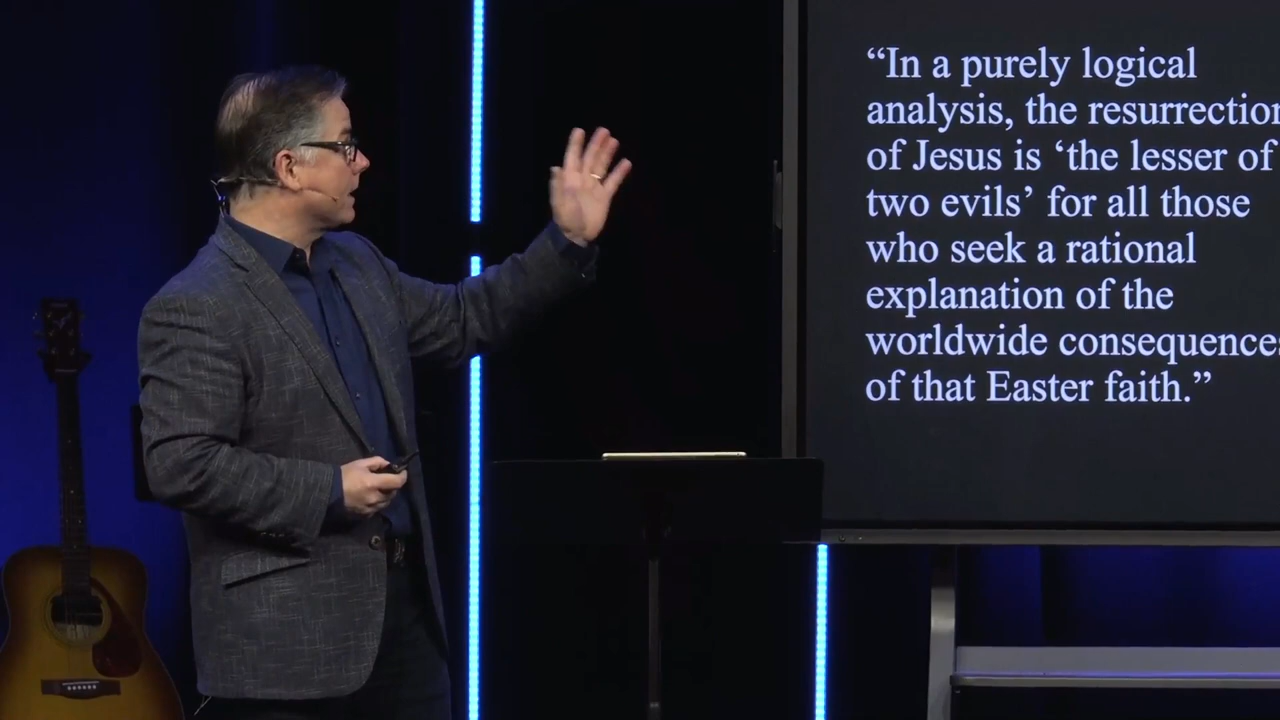 “In a purely logical
analysis, the resurrection
of Jesus is ‘the lesser of
two evils’ for all those
who seek a rational
explanation of the
worldwide consequences
of that Easter faith.”